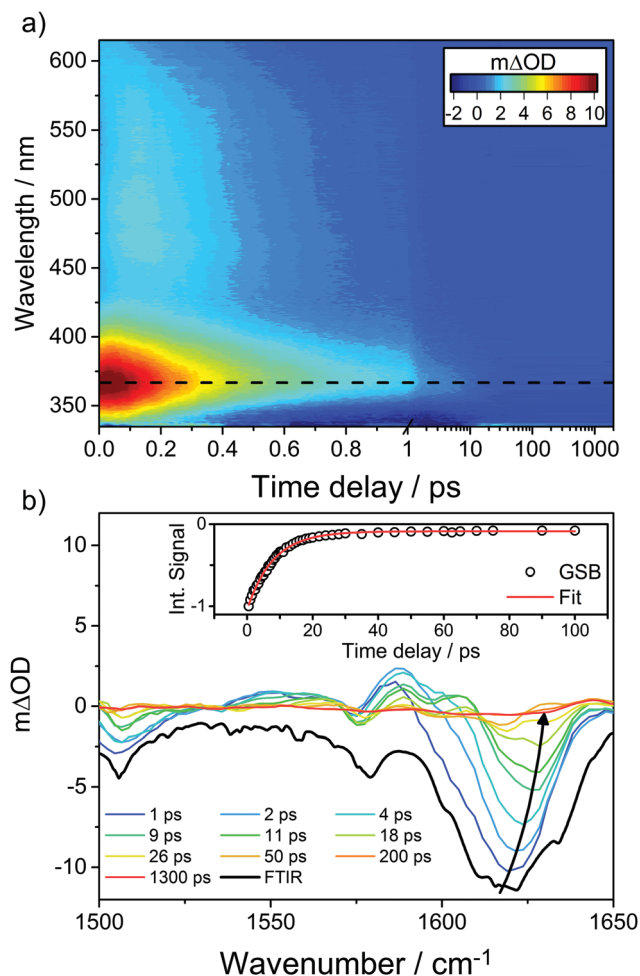 a)
600
550
500
450
400
350
Wavelength / nm
mΔOD
-2 0 2 4 6 8 10
0.0 0.2 0.4 0.6 0.8 1 10 100 1000
Time delay / ps
b)
10
5
0
-5
-10
mΔOD
0
-1
Int. Signal
GSB
Fit
0 20 40 60 80 100
Time delay / ps
1 ps 2 ps 4 ps
9 ps 11 ps 18 ps
26 ps 50 ps 200 ps
1300 ps FTIR
1500 1550 1600 1650
Wavenumber / cm⁻¹